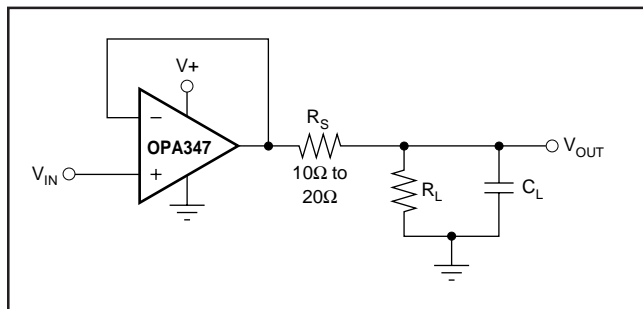 V+
R_S
−
OPA347
V_OUT
V_IN
+
10Ω to
20Ω
R_L
C_L